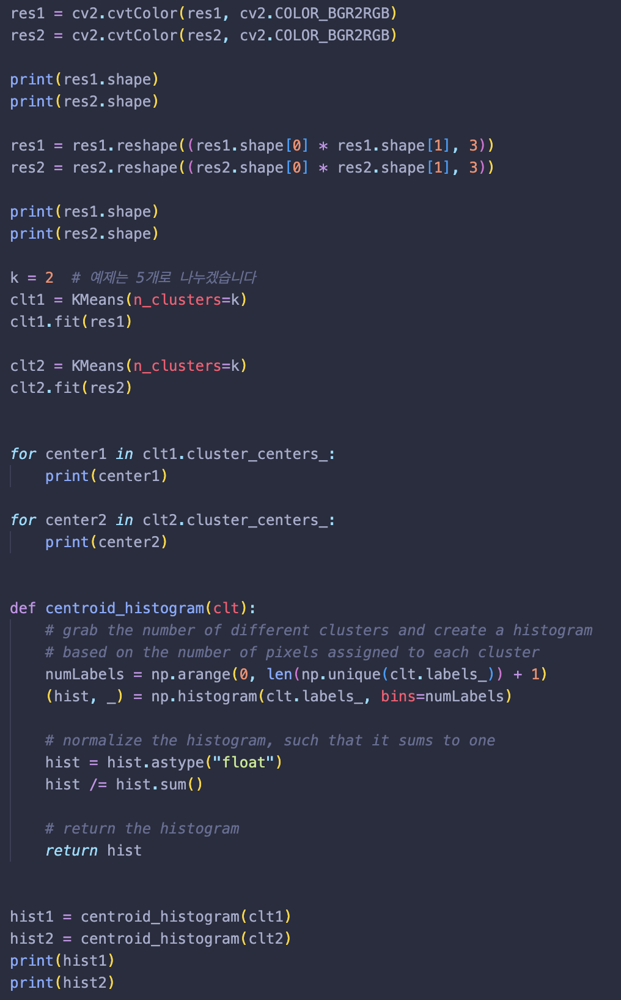 res1 = cv2.cvtColor(res1, cv2.COLOR_BGR2RGB)
res2 = cv2.cvtColor(res2, cv2.COLOR_BGR2RGB)

print(res1.shape)
print(res2.shape)

res1 = res1.reshape((res1.shape[0] * res1.shape[1], 3))
res2 = res2.reshape((res2.shape[0] * res2.shape[1], 3))

print(res1.shape)
print(res2.shape)

k = 2  # 예제는 5개로 나누겠습니다
clt1 = KMeans(n_clusters=k)
clt1.fit(res1)

clt2 = KMeans(n_clusters=k)
clt2.fit(res2)


for center1 in clt1.cluster_centers_:
    print(center1)

for center2 in clt2.cluster_centers_:
    print(center2)


def centroid_histogram(clt):
    # grab the number of different clusters and create a histogram
    # based on the number of pixels assigned to each cluster
    numLabels = np.arange(0, len(np.unique(clt.labels_)) + 1)
    (hist, _) = np.histogram(clt.labels_, bins=numLabels)

    # normalize the histogram, such that it sums to one
    hist = hist.astype("float")
    hist /= hist.sum()

    # return the histogram
    return hist


hist1 = centroid_histogram(clt1)
hist2 = centroid_histogram(clt2)
print(hist1)
print(hist2)